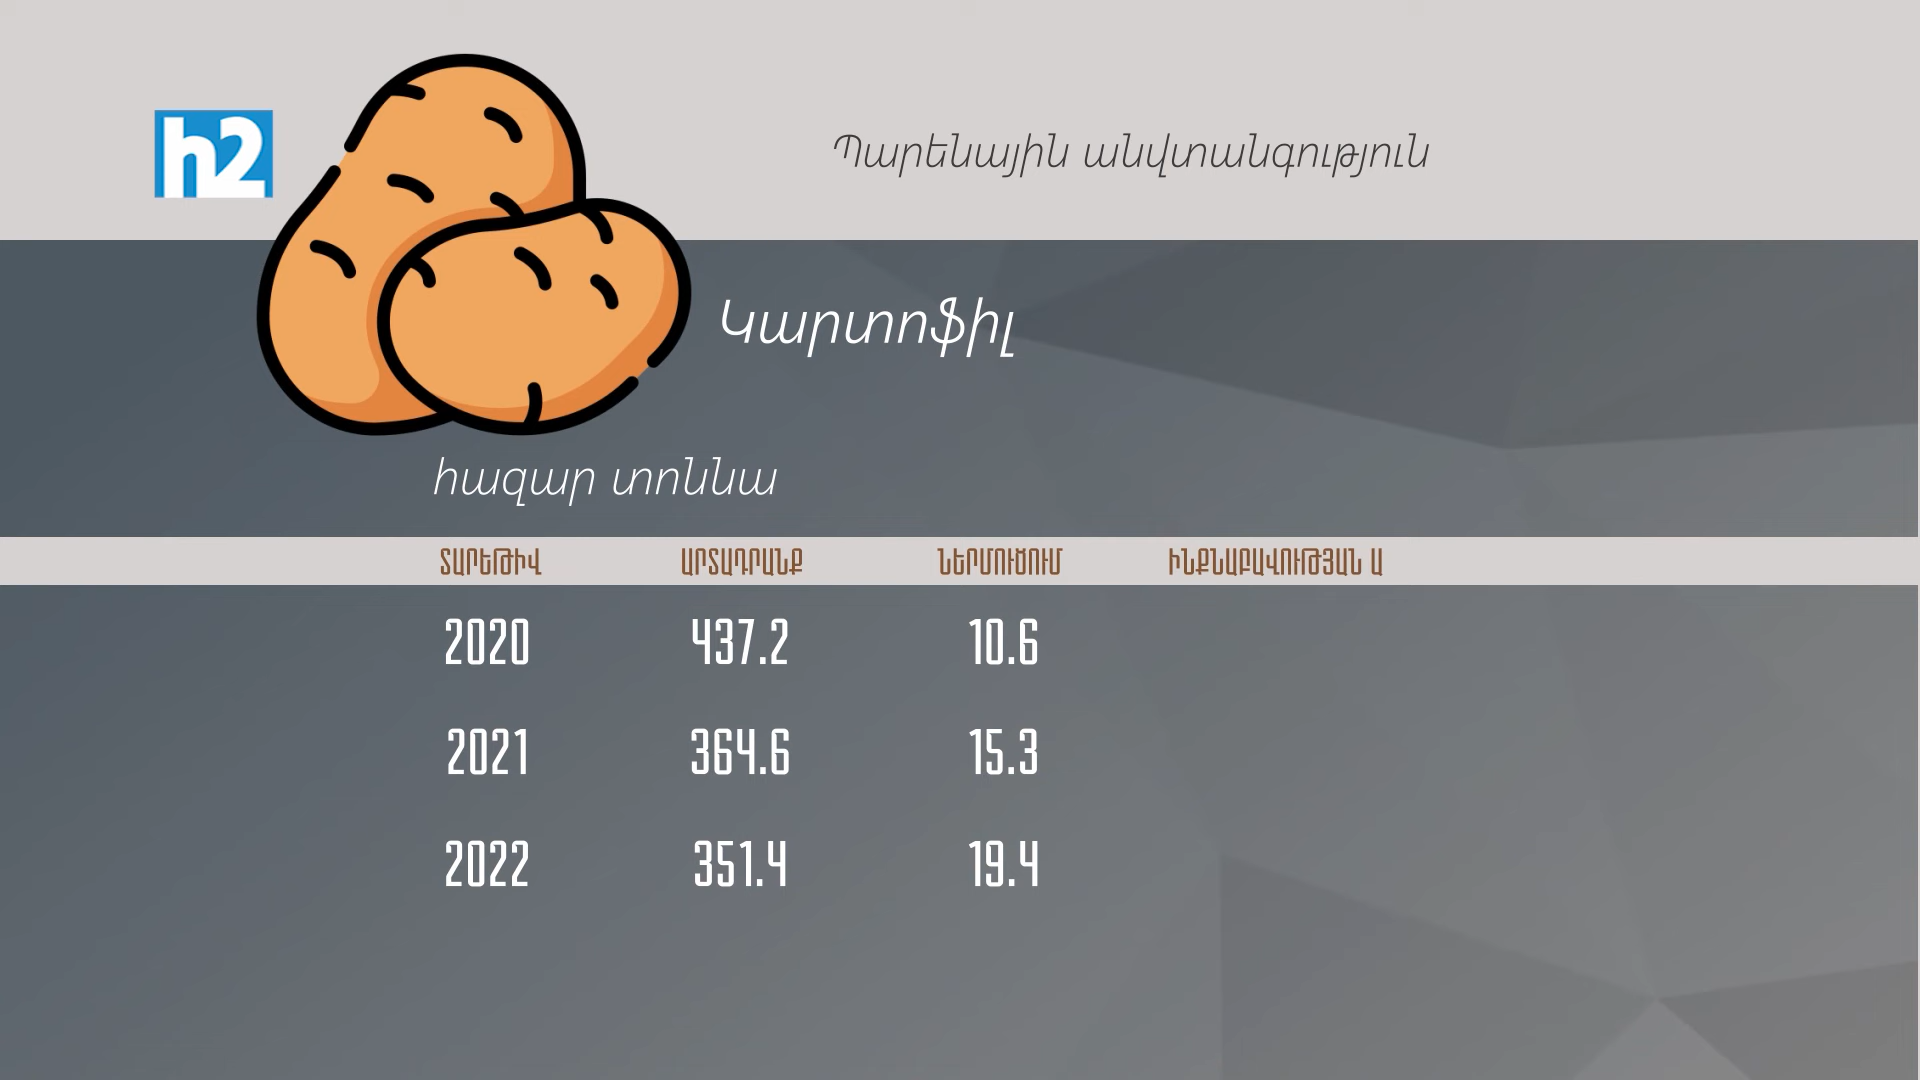 հ2
Պարենային անվտանգություն
Կարտոֆիլ
հազար տոննա
ՏԱՐԵԹԻՎ ԱՐՏԱԴՐԱՆՔ ՆԵՐՄՈՒԾՈՒՄ ԻՆՔՆԱԲԱՎՈՒԹՅԱՆ Ա
2020 437.2 10.6
2021 364.6 15.3
2022 351.4 19.4